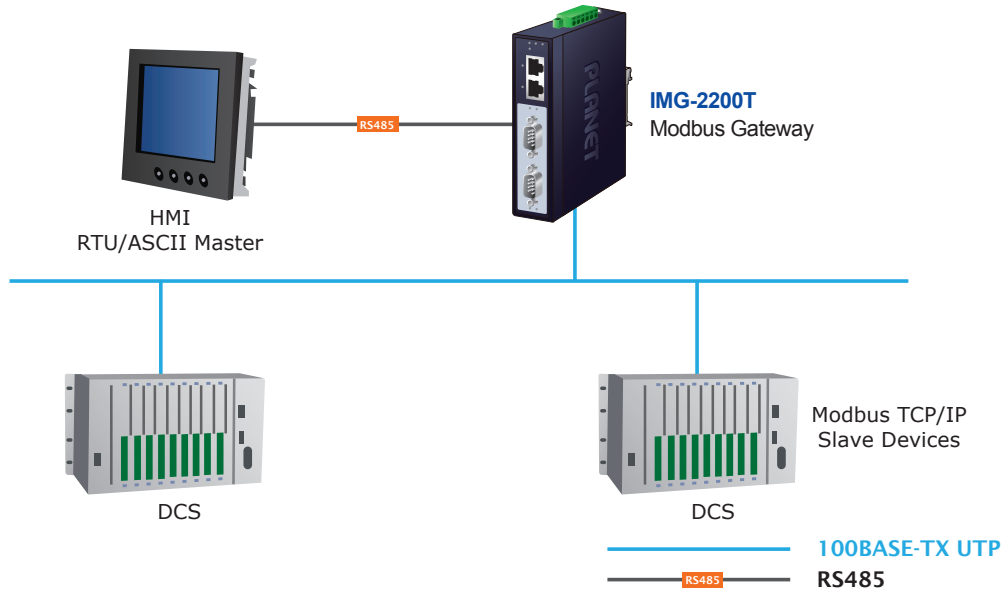 RS485
PLANET
IMG-2200T
Modbus Gateway
HMI
RTU/ASCII Master
DCS
DCS
Modbus TCP/IP
Slave Devices
100BASE-TX UTP
RS485
RS485